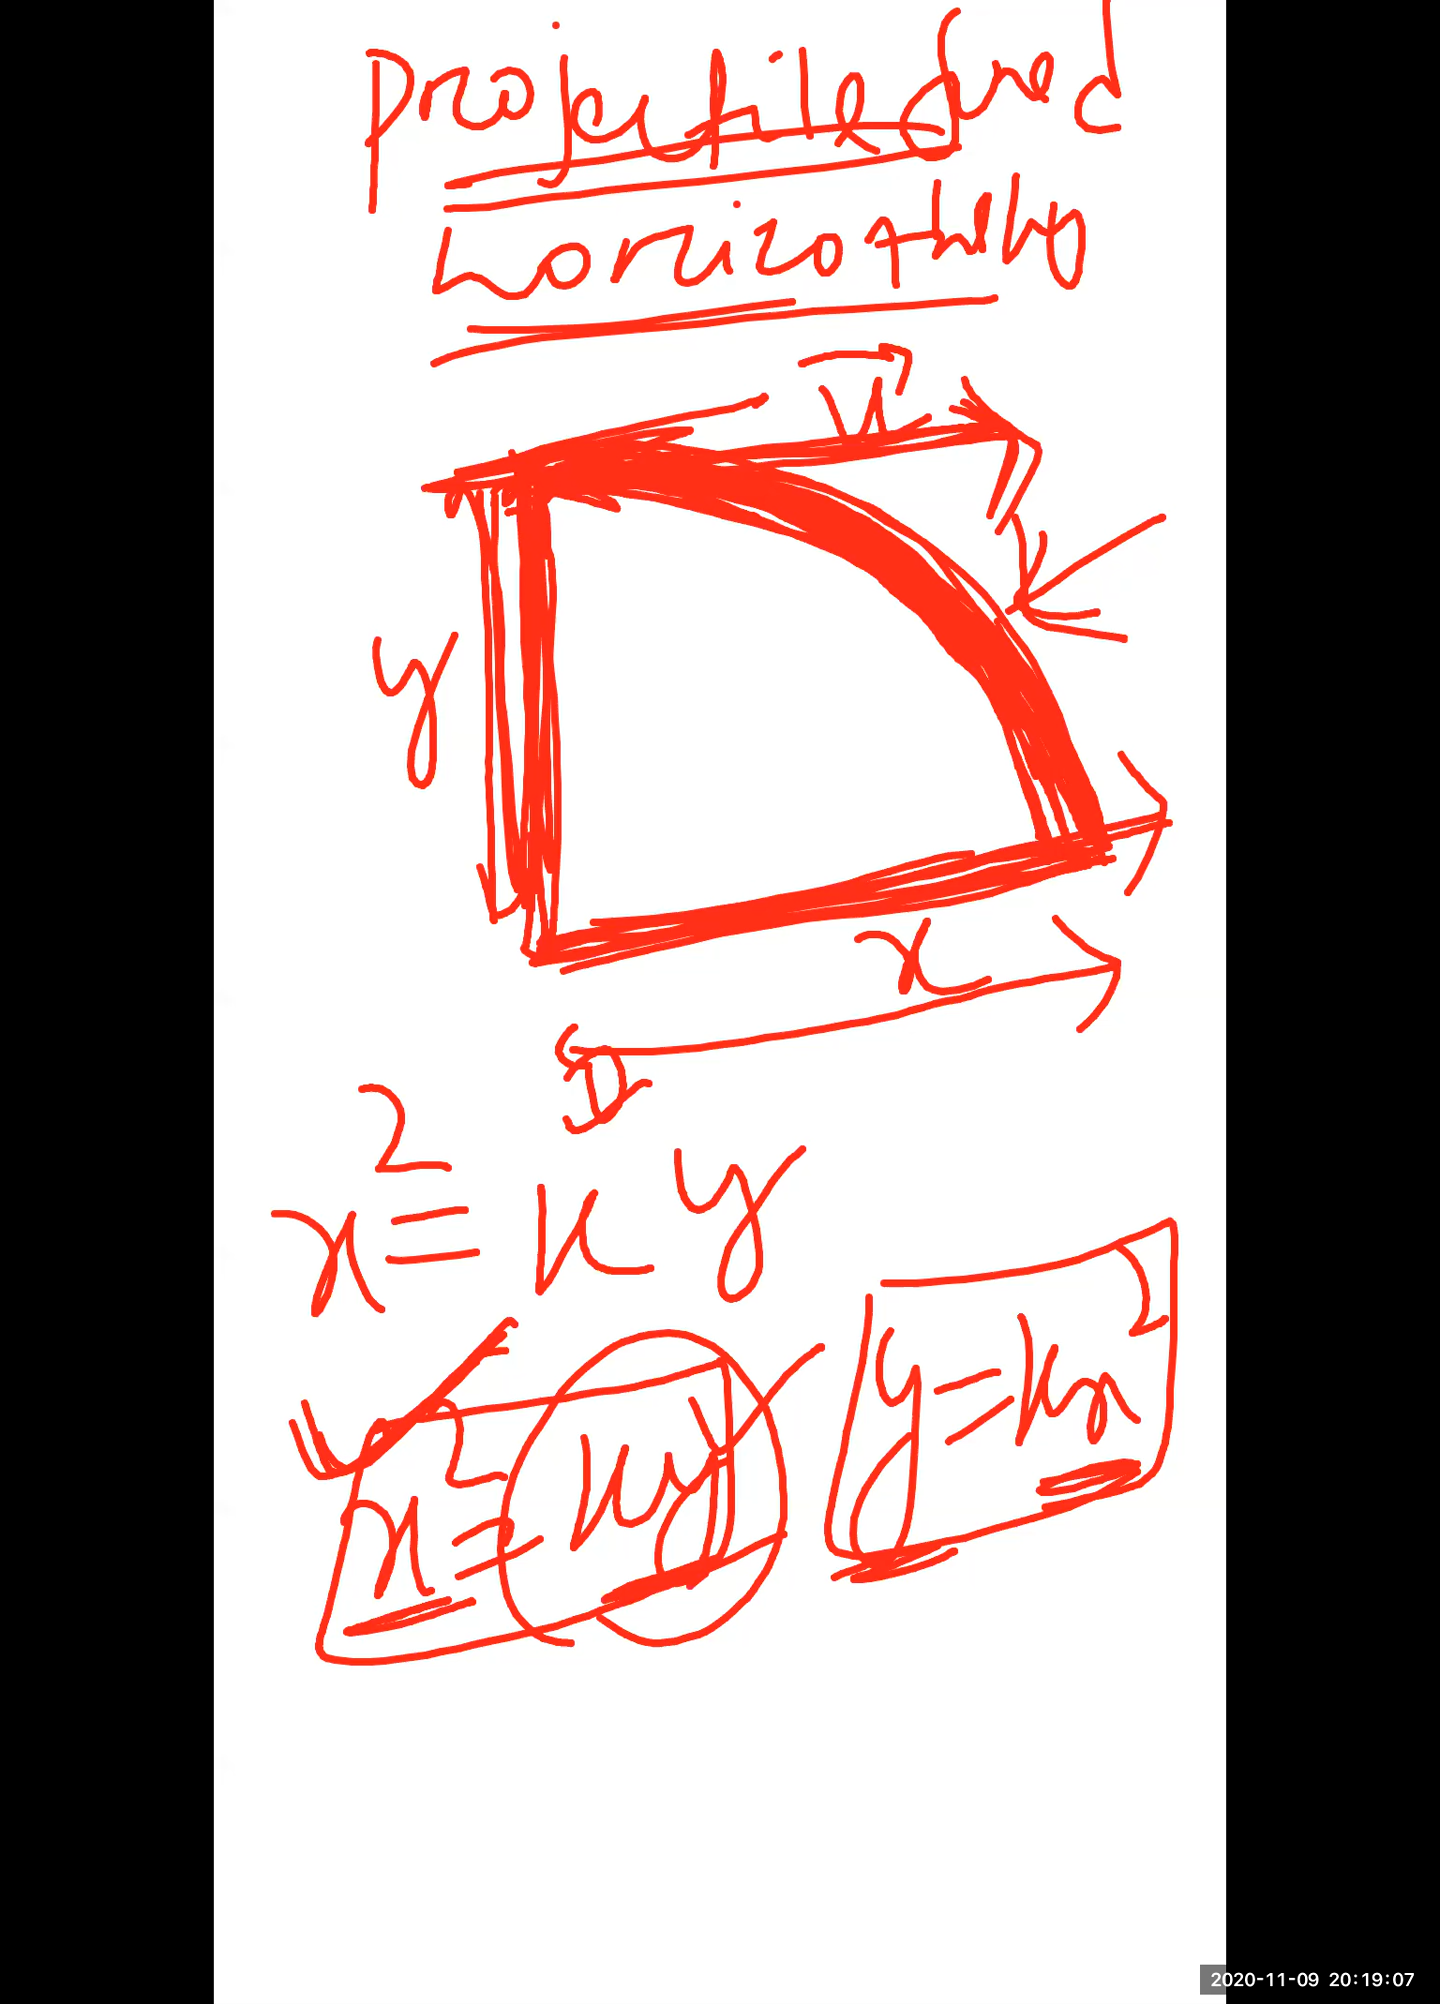 projectile fired
horizontally
u
y
x
x² = ky
x² = ky
y = kx²
2020-11-09 20:19:07